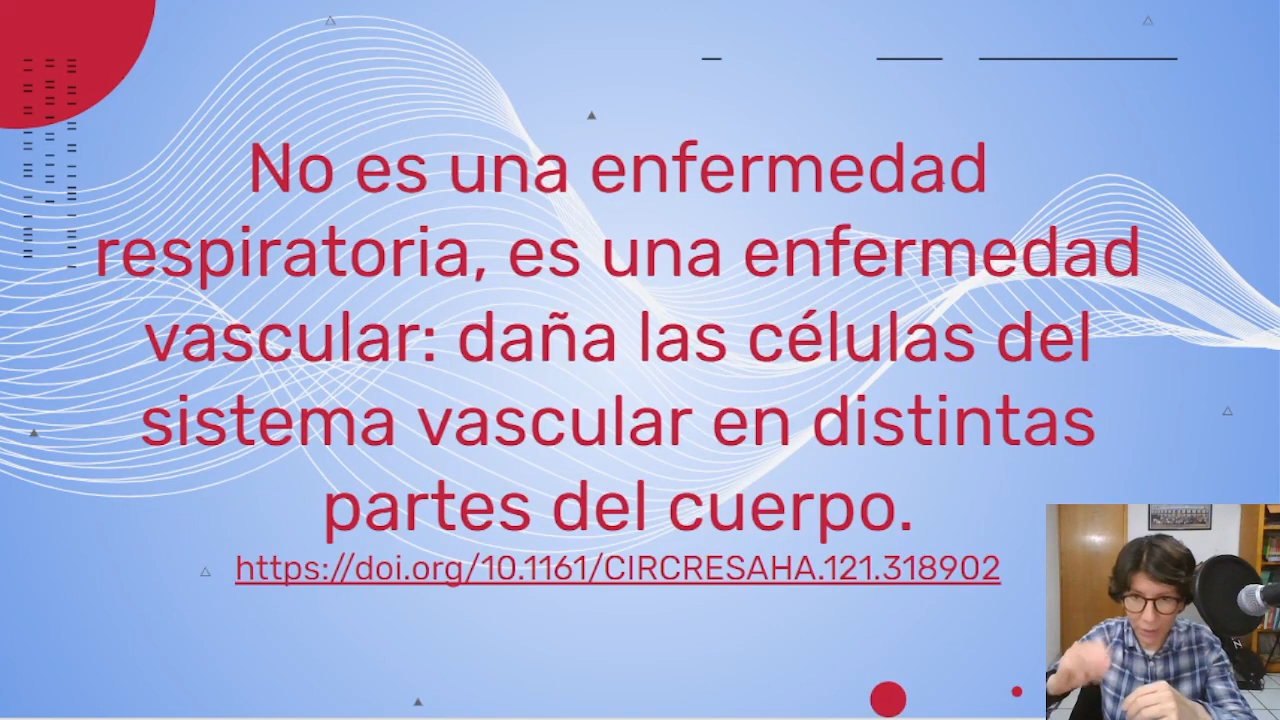 No es una enfermedad
respiratoria, es una enfermedad
vascular: daña las células del
sistema vascular en distintas
partes del cuerpo.
https://doi.org/10.1161/CIRCRESAHA.121.318902